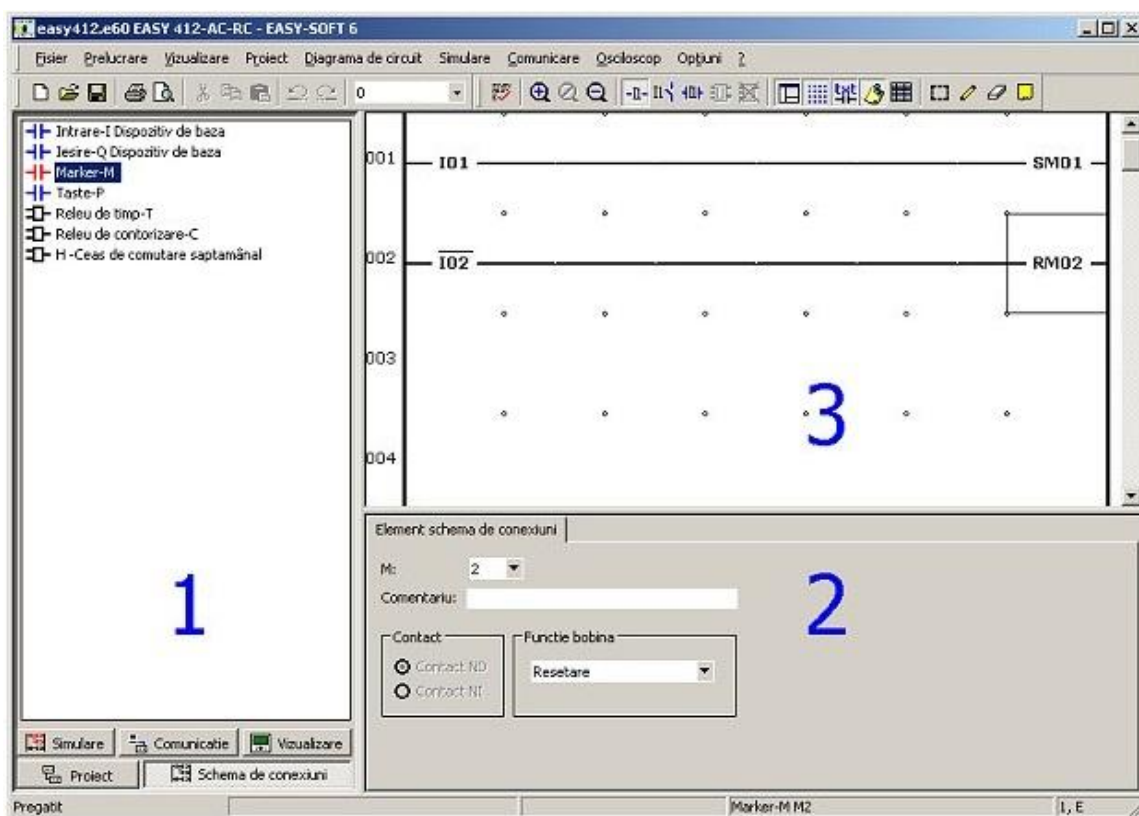 easy412.e60 EASY 412-AC-RC - EASY-SOFT 6
Fisier Prelucrare Vizualizare Proiect Diagrama de circuit Simulare Comunicare Osciloscop Opţiuni ?
0
Intrare-I Dispozitiv de baza
Iesire-Q Dispozitiv de baza
Marker-M
Taste-P
Releu de timp-T
Releu de contorizare-C
H -Ceas de comutare saptamânal
1
Simulare Comunicatie Vizualizare
Proiect Schema de conexiuni
001 I01 SM01
002 I02 RM02
003
3
004
Element schema de conexiuni
M: 2
Comentariu:
2
Contact Functie bobina
Contact ND Resetare
Contact NI
Pregatit Marker-M M2 1, E